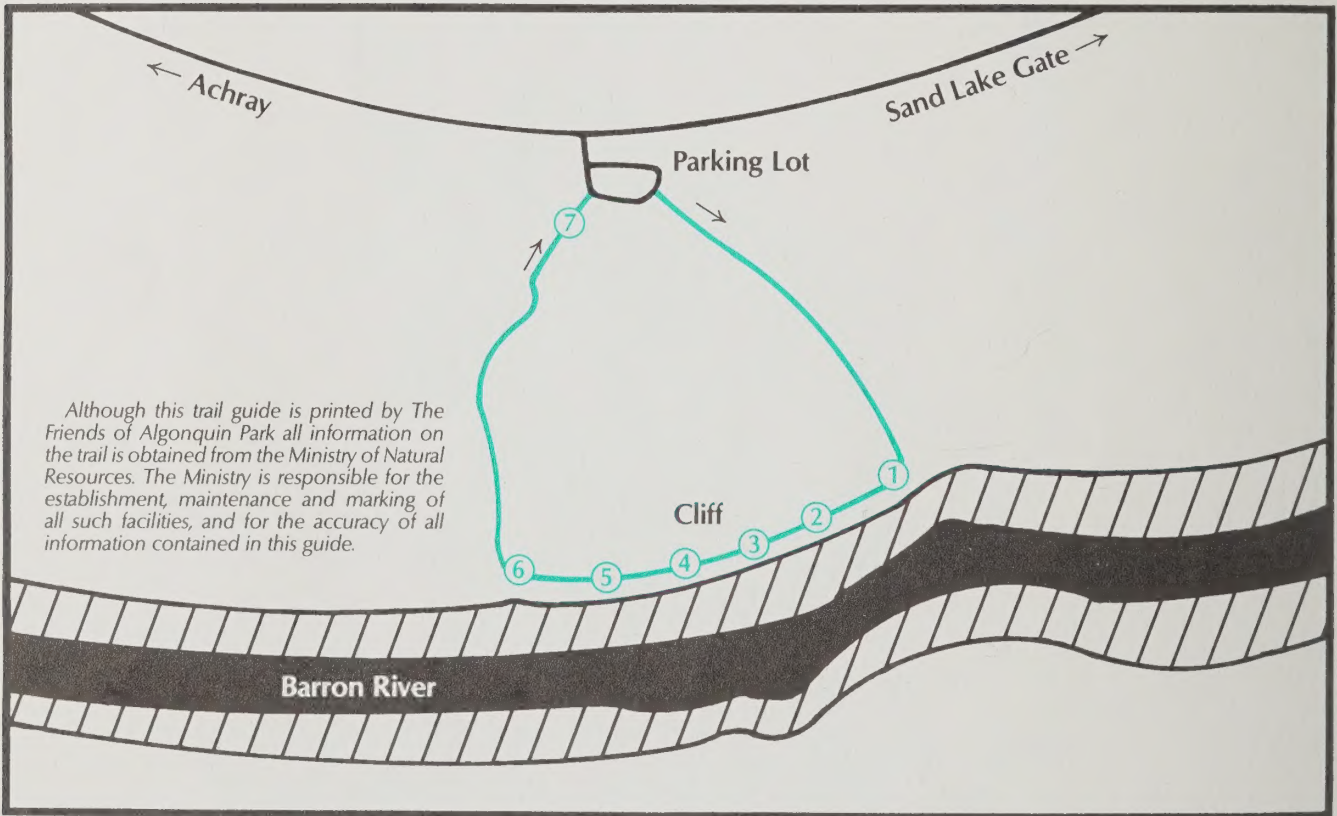 ← Achray
Sand Lake Gate →
Parking Lot
7
1
Cliff
2
3
4
5
6
Although this trail guide is printed by The
Friends of Algonquin Park all information on
the trail is obtained from the Ministry of Natural
Resources. The Ministry is responsible for the
establishment, maintenance and marking of
all such facilities, and for the accuracy of all
information contained in this guide.
Barron River